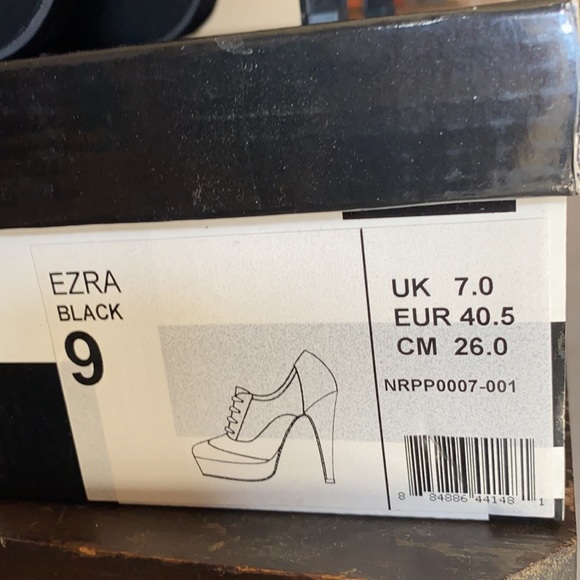 EZRA
BLACK
9
UK 7.0
EUR 40.5
CM 26.0
NRPP0007-001
8 84886 44148 1